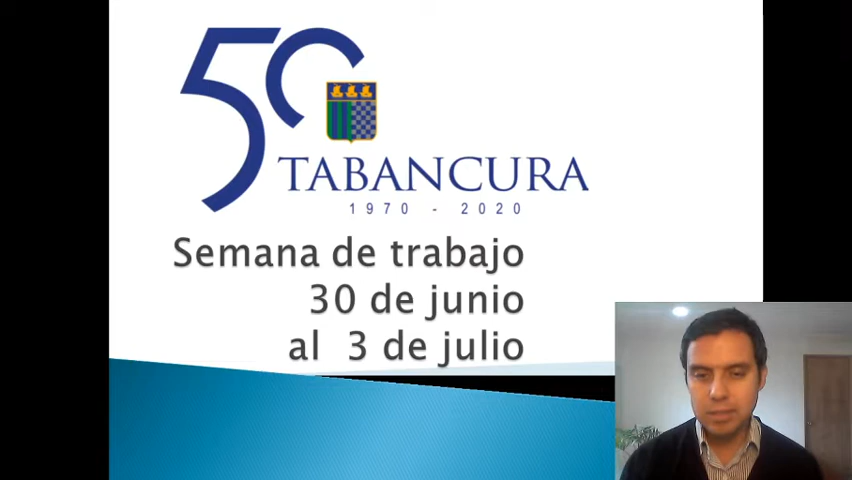 50
TABANCURA
1970 - 2020
Semana de trabajo
30 de junio
al 3 de julio